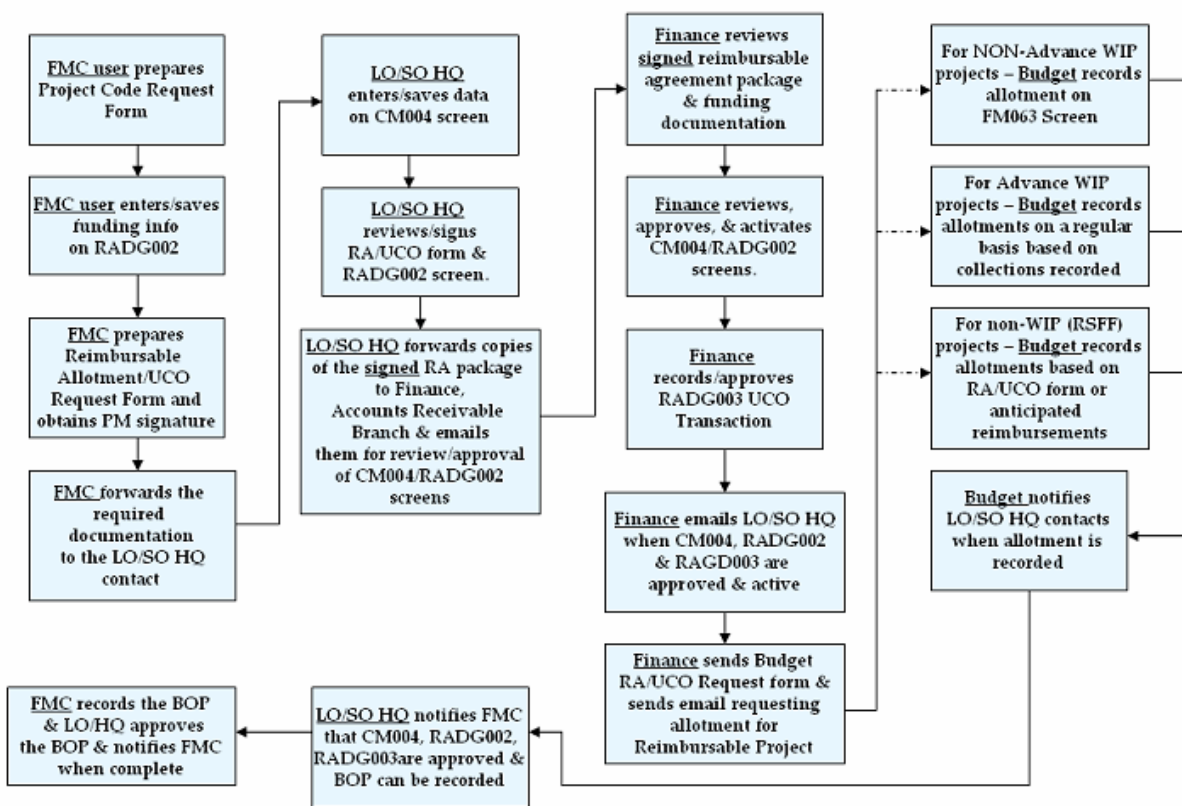 FMC user prepares
Project Code Request
Form
FMC user enters/saves
funding info
on RADG002
FMC prepares
Reimbursable
Allotment/UCO
Request Form and
obtains PM signature
FMC forwards the
required
documentation
to the LO/SO HQ
contact
LO/SO HQ
enters/saves data
on CM004 screen
LO/SO HQ
reviews/signs
RA/UCO form &
RADG002 screen.
LO/SO HQ forwards copies
of the signed RA package
to Finance,
Accounts Receivable
Branch & emails
them for review/approval
of CM004/RADG002
screens
Finance reviews
signed reimbursable
agreement package
& funding
documentation
Finance reviews,
approves, & activates
CM004/RADG002
screens.
Finance
records/approves
RADG003 UCO
Transaction
Finance emails LO/SO HQ
when CM004, RADG002
& RAGD003 are
approved & active
Finance sends Budget
RA/UCO Request form &
sends email requesting
allotment for
Reimbursable Project
For NON-Advance WIP
projects – Budget records
allotment on
FM063 Screen
For Advance WIP
projects – Budget records
allotments on a regular
basis based on
collections recorded
For non-WIP (RSFF)
projects – Budget records
allotments based on
RA/UCO form or
anticipated
reimbursements
Budget notifies
LO/SO HQ contacts
when allotment is
recorded
LO/SO HQ notifies FMC
that CM004, RADG002,
RADG003are approved &
BOP can be recorded
FMC records the BOP
& LO/HQ approves
the BOP & notifies FMC
when complete